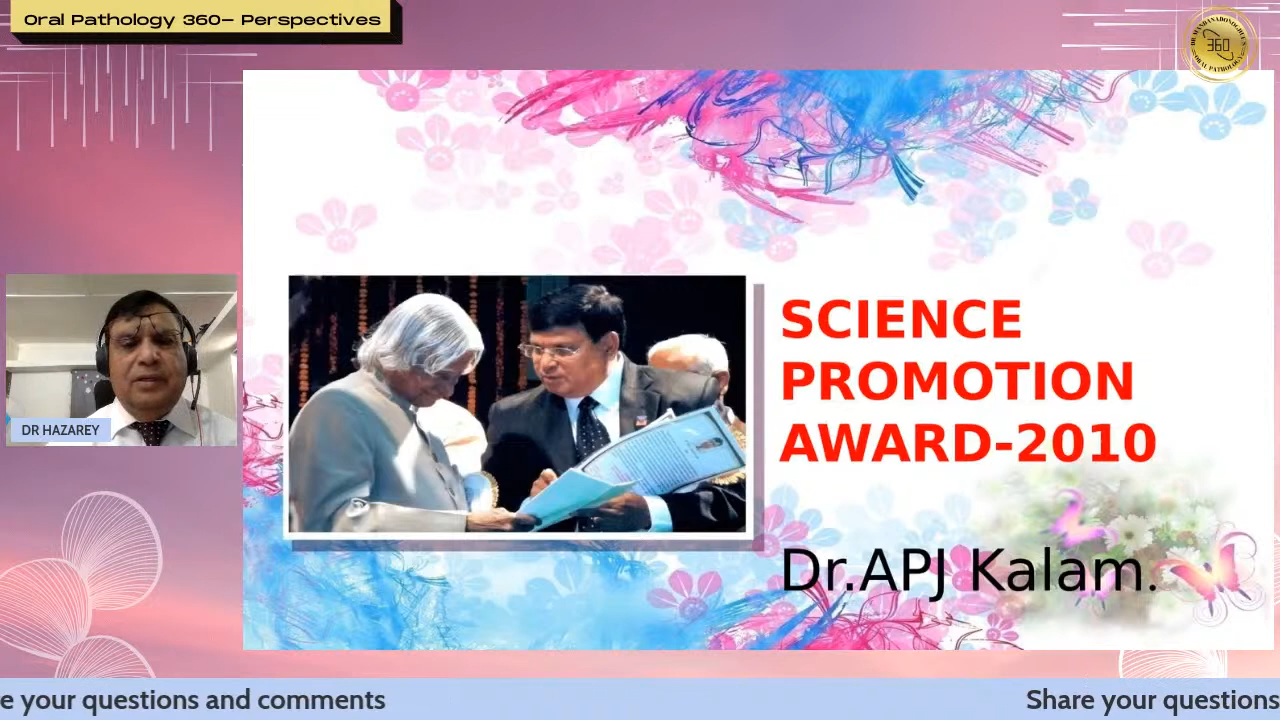 Oral Pathology 360– Perspectives
360
DR HAZAREY
SCIENCE
PROMOTION
AWARD-2010
Dr.APJ Kalam.
e your questions and comments
Share your questions